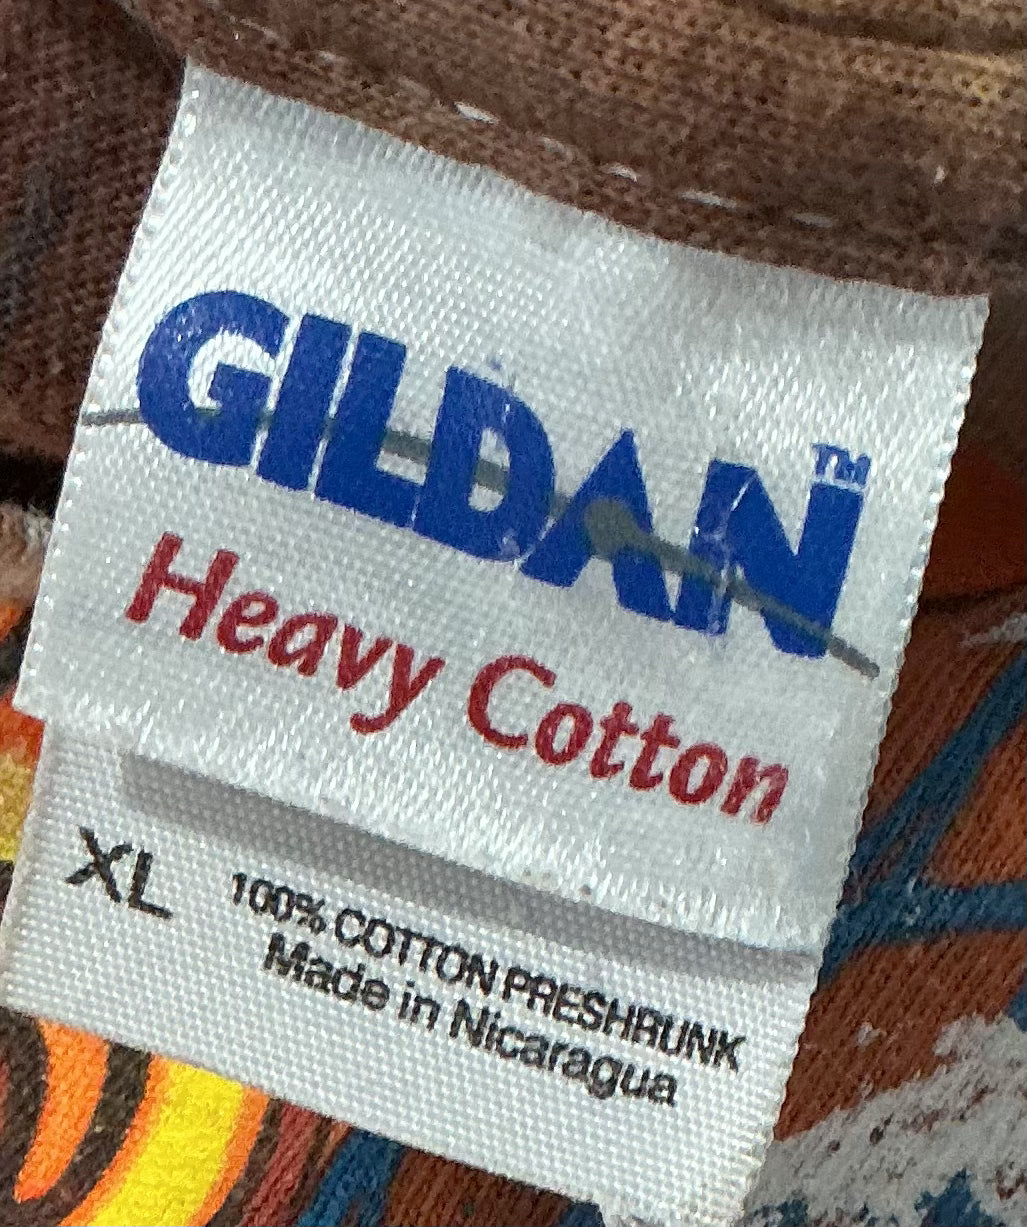 GILDAN™
Heavy Cotton
XL
100% COTTON PRESHRUNK
Made in Nicaragua